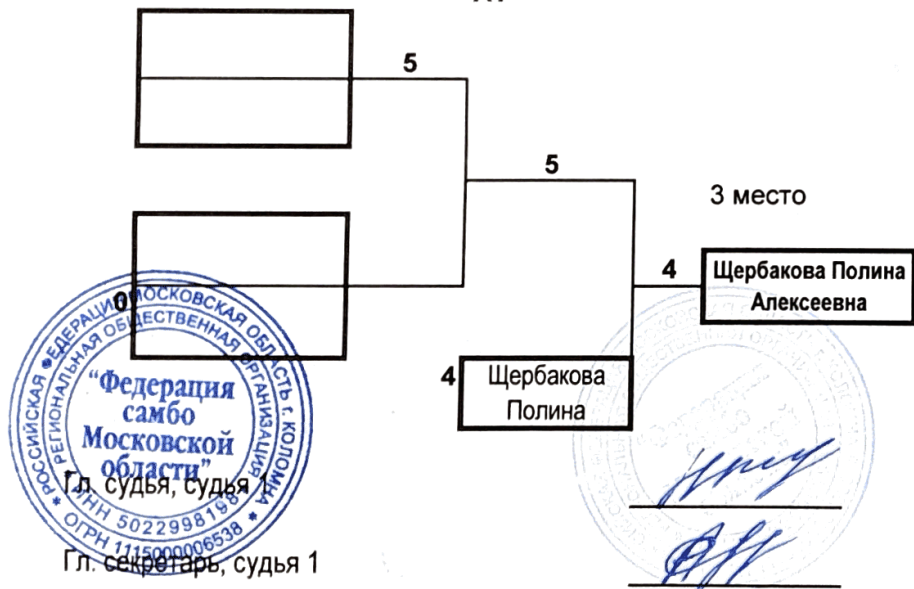 5
5
3 место
0
4
Щербакова Полина
Алексеевна
4
Щербакова
Полина
РОССИЙСКАЯ ФЕДЕРАЦИЯ МОСКОВСКАЯ ОБЛАСТЬ г.КОЛОМНА
РЕГИОНАЛЬНАЯ ОБЩЕСТВЕННАЯ ОРГАНИЗАЦИЯ
"Федерация
самбо
Московской
области"
ИНН 5022998198
ОГРН 1115000006538
Гл. судья, судья 1
Гл. секретарь, судья 1